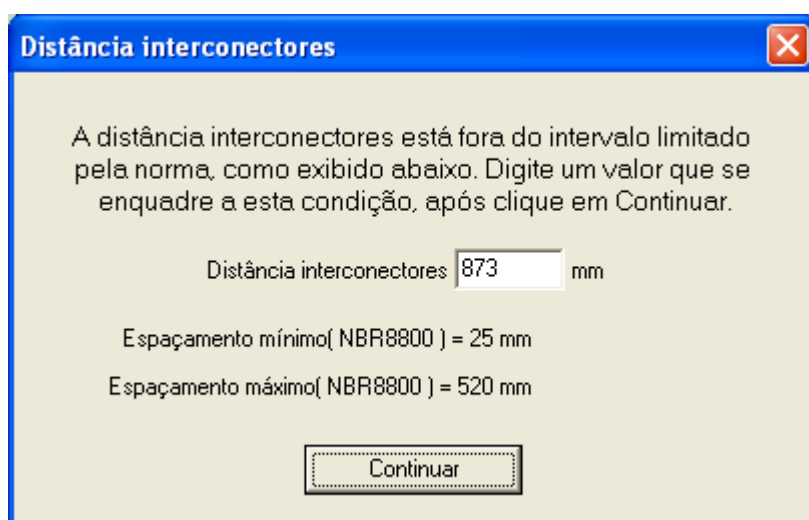 Distância interconectores
A distância interconectores está fora do intervalo limitado
pela norma, como exibido abaixo. Digite um valor que se
enquadre a esta condição, após clique em Continuar.
Distância interconectores 873 mm
Espaçamento mínimo( NBR8800 ) = 25 mm
Espaçamento máximo( NBR8800 ) = 520 mm
Continuar